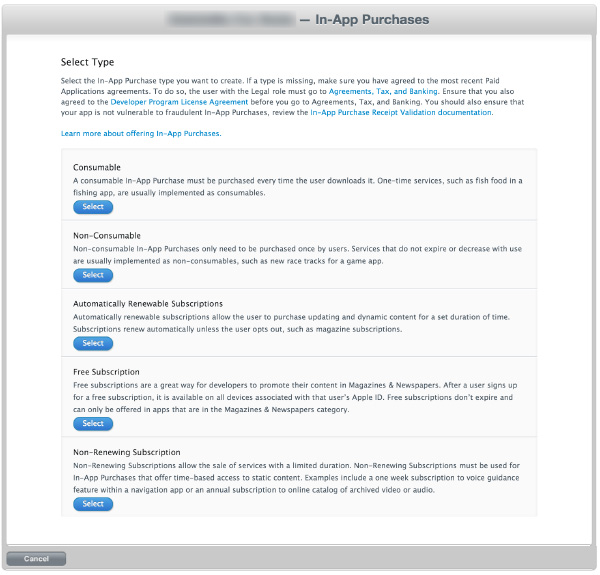 — In-App Purchases
Select Type
Select the In-App Purchase type you want to create. If a type is missing, make sure you have agreed to the most recent Paid
Applications agreements. To do so, the user with the Legal role must go to Agreements, Tax, and Banking. Ensure that you also
agreed to the Developer Program License Agreement before you go to Agreements, Tax, and Banking. You should also ensure that
your app is not vulnerable to fraudulent In-App Purchases, review the In-App Purchase Receipt Validation documentation.
Learn more about offering In-App Purchases.
Consumable
A consumable In-App Purchase must be purchased every time the user downloads it. One-time services, such as fish food in a
fishing app, are usually implemented as consumables.
Select
Non-Consumable
Non-consumable In-App Purchases only need to be purchased once by users. Services that do not expire or decrease with use
are usually implemented as non-consumables, such as new race tracks for a game app.
Select
Automatically Renewable Subscriptions
Automatically renewable subscriptions allow the user to purchase updating and dynamic content for a set duration of time.
Subscriptions renew automatically unless the user opts out, such as magazine subscriptions.
Select
Free Subscription
Free subscriptions are a great way for developers to promote their content in Magazines & Newspapers. After a user signs up
for a free subscription, it is available on all devices associated with that user's Apple ID. Free subscriptions don't expire and
can only be offered in apps that are in the Magazines & Newspapers category.
Select
Non-Renewing Subscription
Non-Renewing Subscriptions allow the sale of services with a limited duration. Non-Renewing Subscriptions must be used for
In-App Purchases that offer time-based access to static content. Examples include a one week subscription to voice guidance
feature within a navigation app or an annual subscription to online catalog of archived video or audio.
Select
Cancel